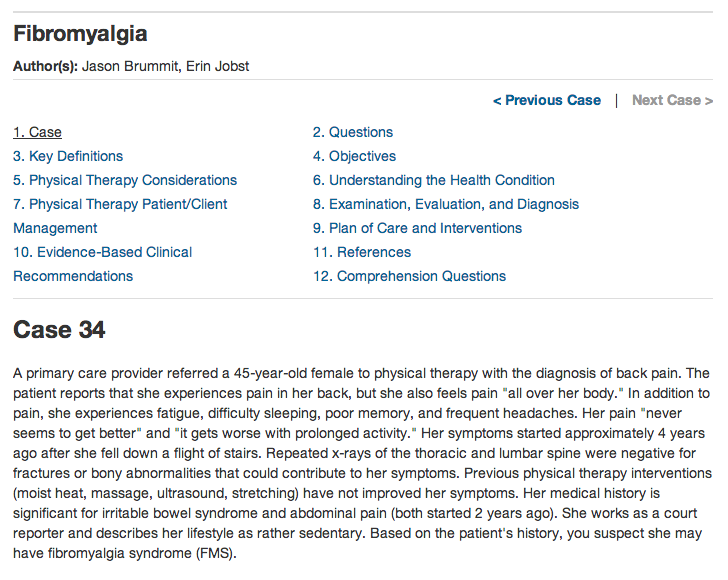 Fibromyalgia
Author(s): Jason Brummit, Erin Jobst
< Previous Case | Next Case >
1. Case
2. Questions
3. Key Definitions
4. Objectives
5. Physical Therapy Considerations
6. Understanding the Health Condition
7. Physical Therapy Patient/Client
Management
8. Examination, Evaluation, and Diagnosis
9. Plan of Care and Interventions
10. Evidence-Based Clinical
Recommendations
11. References
12. Comprehension Questions
Case 34
A primary care provider referred a 45-year-old female to physical therapy with the diagnosis of back pain. The
patient reports that she experiences pain in her back, but she also feels pain "all over her body." In addition to
pain, she experiences fatigue, difficulty sleeping, poor memory, and frequent headaches. Her pain "never
seems to get better" and "it gets worse with prolonged activity." Her symptoms started approximately 4 years
ago after she fell down a flight of stairs. Repeated x-rays of the thoracic and lumbar spine were negative for
fractures or bony abnormalities that could contribute to her symptoms. Previous physical therapy interventions
(moist heat, massage, ultrasound, stretching) have not improved her symptoms. Her medical history is
significant for irritable bowel syndrome and abdominal pain (both started 2 years ago). She works as a court
reporter and describes her lifestyle as rather sedentary. Based on the patient's history, you suspect she may
have fibromyalgia syndrome (FMS).